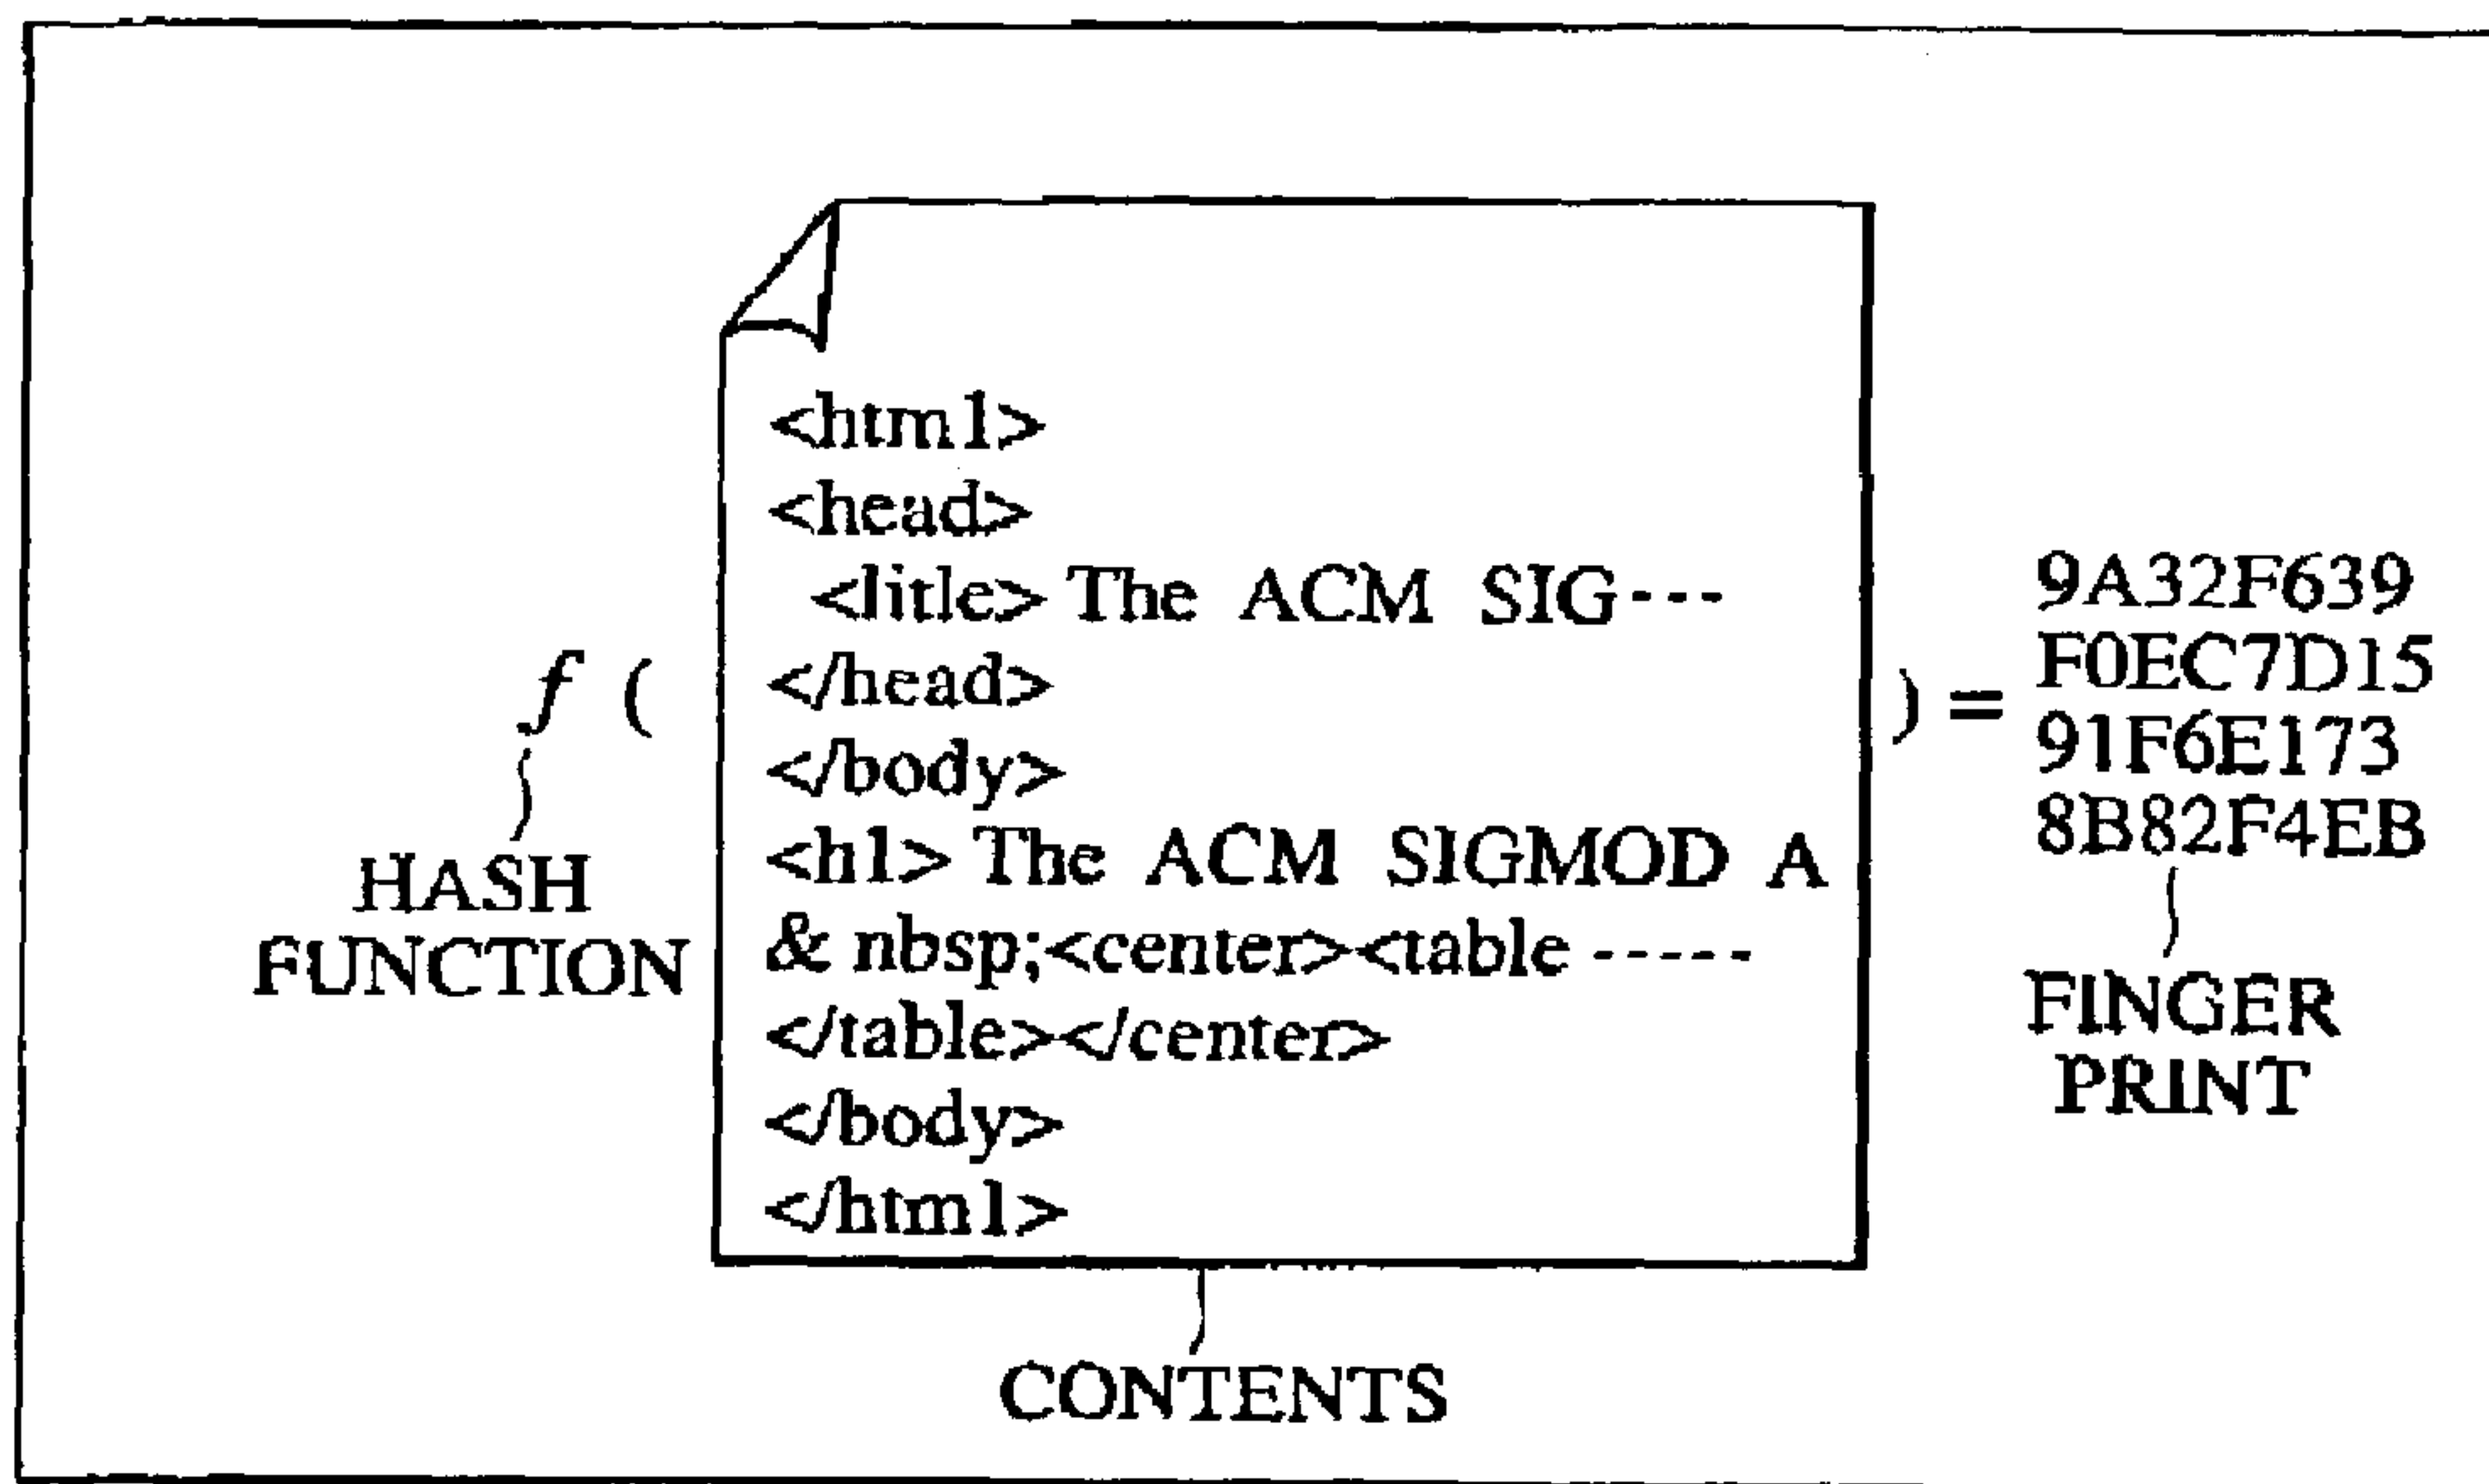 f (
HASH
FUNCTION
<html>
<head>
<litle> The ACM SIG---
</head>
</body>
<h1> The ACM SIGMOD A
& nbsp;<center><table -----
</table></center>
</body>
</html>
CONTENTS
) =
9A32F639
F0EC7D15
91F6E173
8B82F4EB
FINGER
PRINT